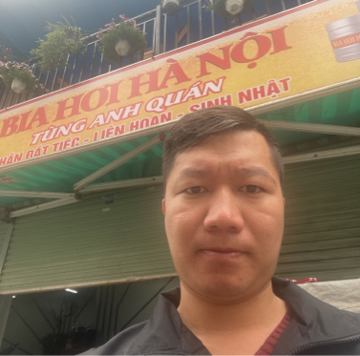 BIA HƠI HÀ NỘI
TÙNG ANH QUÁN
NHẬN ĐẶT TIỆC - LIÊN HOAN - SINH NHẬT